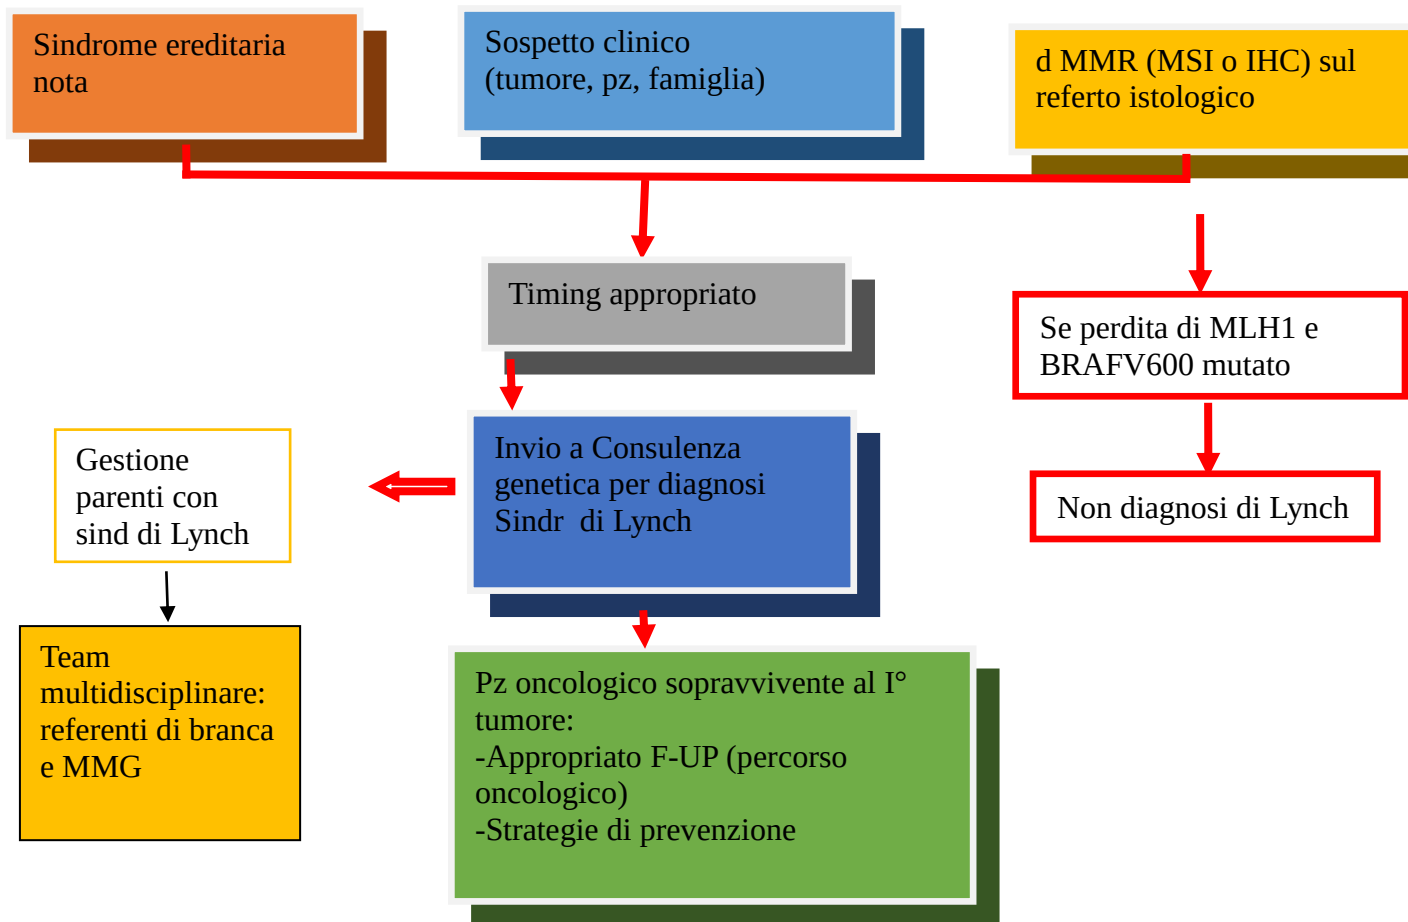 Sindrome ereditaria
nota
Sospetto clinico
(tumore, pz, famiglia)
d MMR (MSI o IHC) sul
referto istologico
Timing appropriato
Se perdita di MLH1 e
BRAFV600 mutato
Invio a Consulenza
genetica per diagnosi
Sindr  di Lynch
Gestione
parenti con
sind di Lynch
Non diagnosi di Lynch
Team
multidisciplinare:
referenti di branca
e MMG
Pz oncologico sopravvivente al I°
tumore:
-Appropriato F-UP (percorso
oncologico)
-Strategie di prevenzione